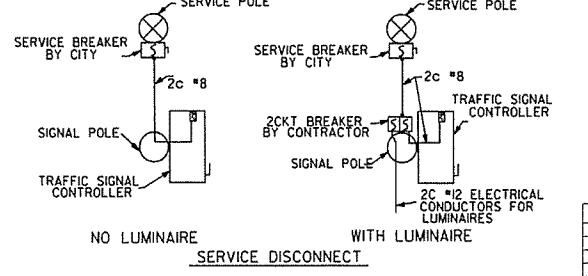 SERVICE POLE
SERVICE BREAKER
BY CITY
2c #8
SIGNAL POLE
TRAFFIC SIGNAL
CONTROLLER
NO LUMINAIRE
SERVICE POLE
SERVICE BREAKER
BY CITY
2c #8
TRAFFIC SIGNAL
CONTROLLER
2CKT BREAKER
BY CONTRACTOR
SIGNAL POLE
2C #12 ELECTRICAL
CONDUCTORS FOR
LUMINAIRES
WITH LUMINAIRE
SERVICE DISCONNECT